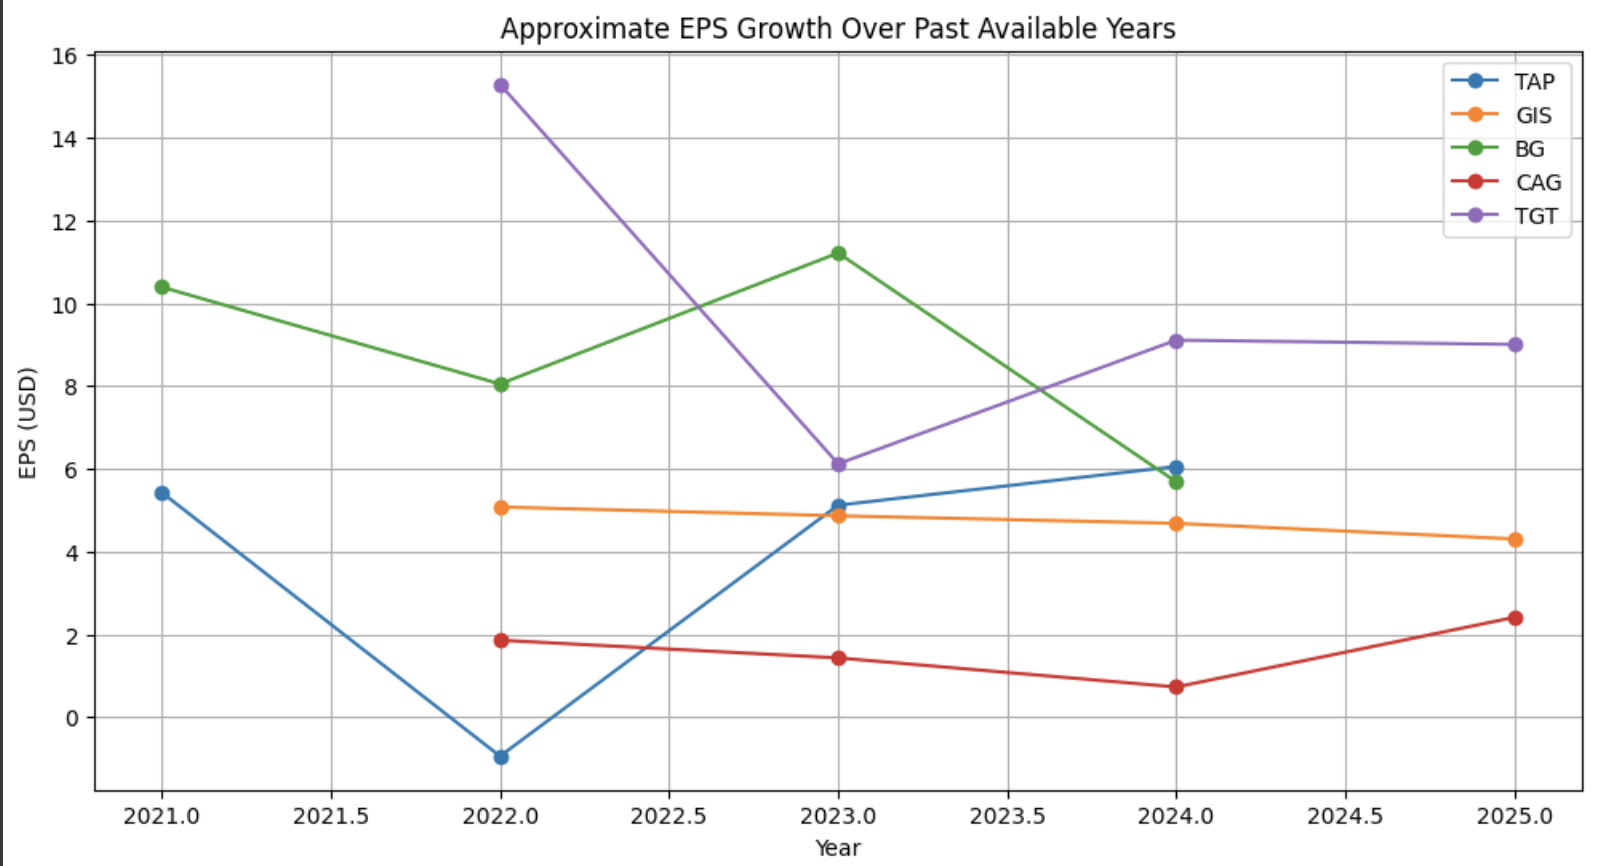 Approximate EPS Growth Over Past Available Years
EPS (USD)
16
14
12
10
8
6
4
2
0
TAP
GIS
BG
CAG
TGT
2021.0 2021.5 2022.0 2022.5 2023.0 2023.5 2024.0 2024.5 2025.0
Year